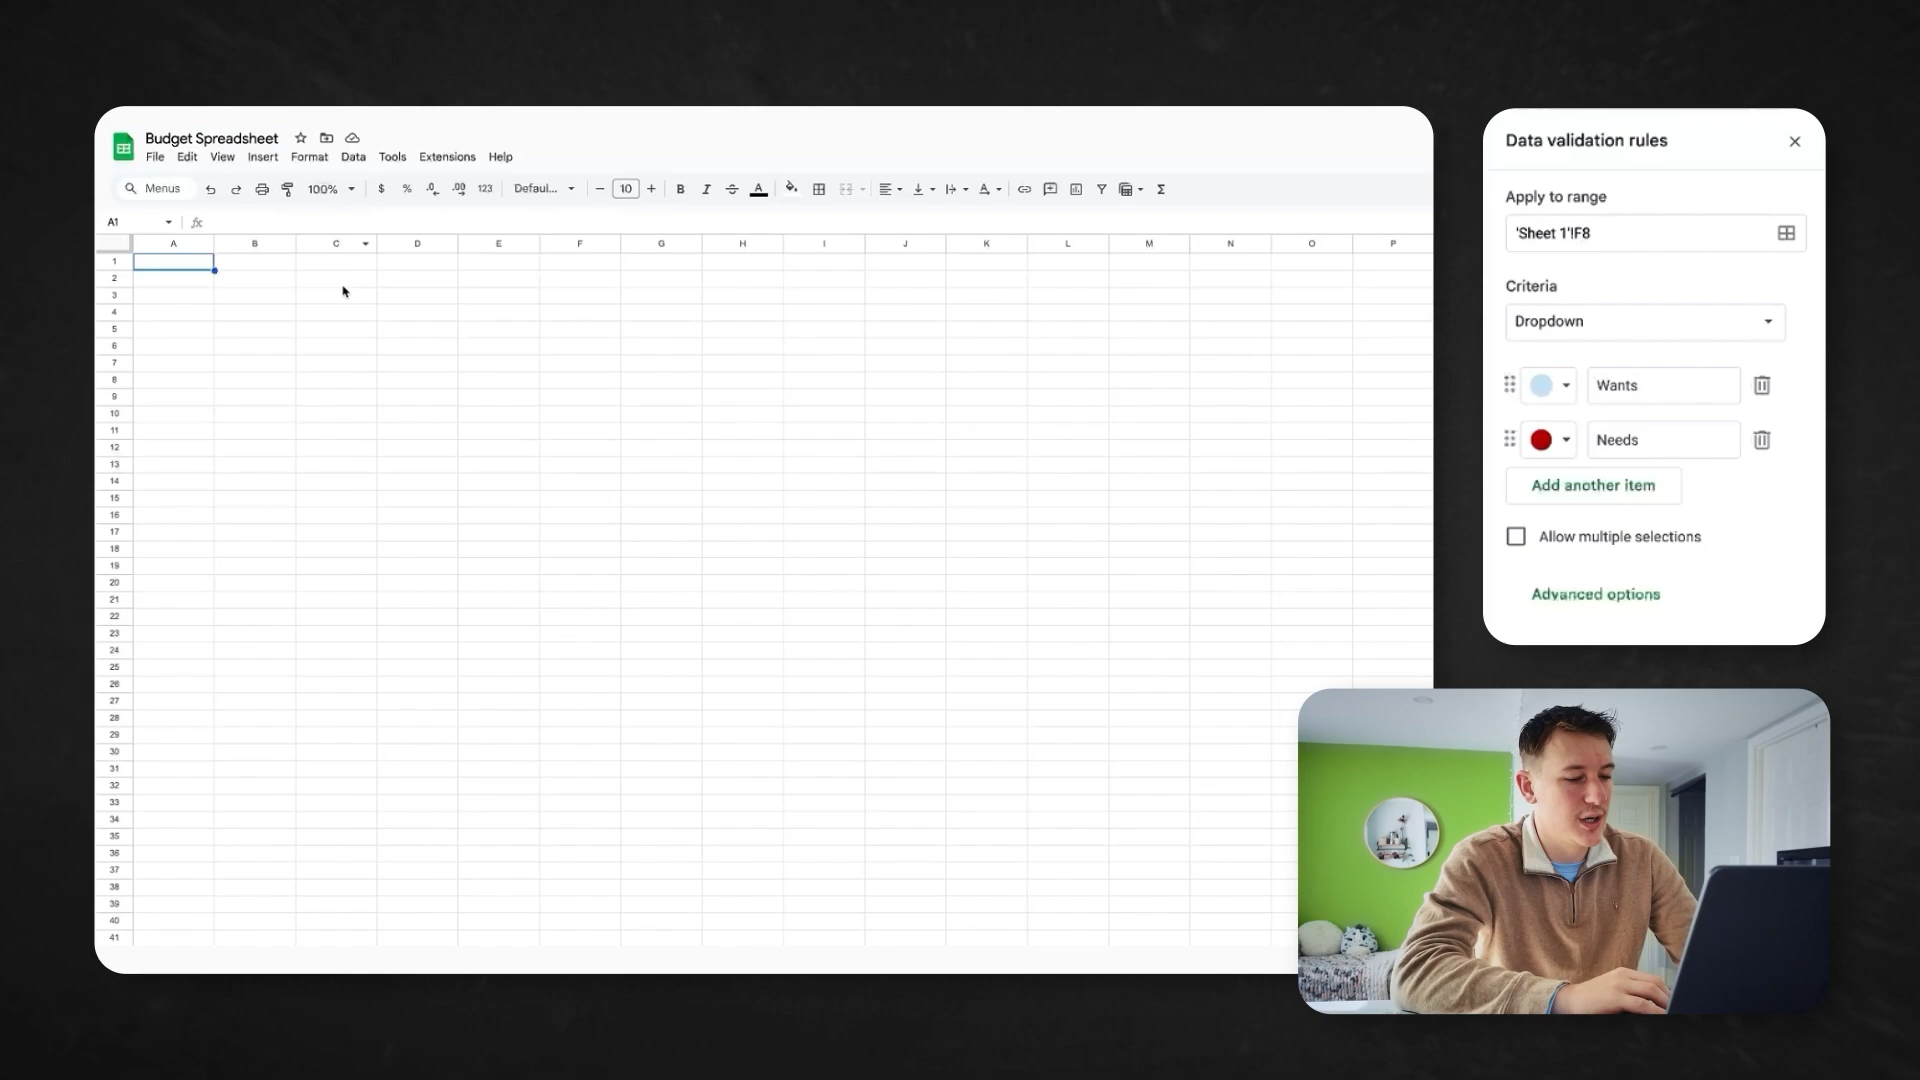 Budget Spreadsheet
File Edit View Insert Format Data Tools Extensions Help
Menus 100% $ % .0 .00 123 Defaul... − 10 + B I S A Σ
A1 fx
A B C D E F G H I J K L M N O P
1
2
3
4
5
6
7
8
9
10
11
12
13
14
15
16
17
18
19
20
21
22
23
24
25
26
27
28
29
30
31
32
33
34
35
36
37
38
39
40
41
Data validation rules
Apply to range
'Sheet 1'!F8
Criteria
Dropdown
Wants
Needs
Add another item
Allow multiple selections
Advanced options